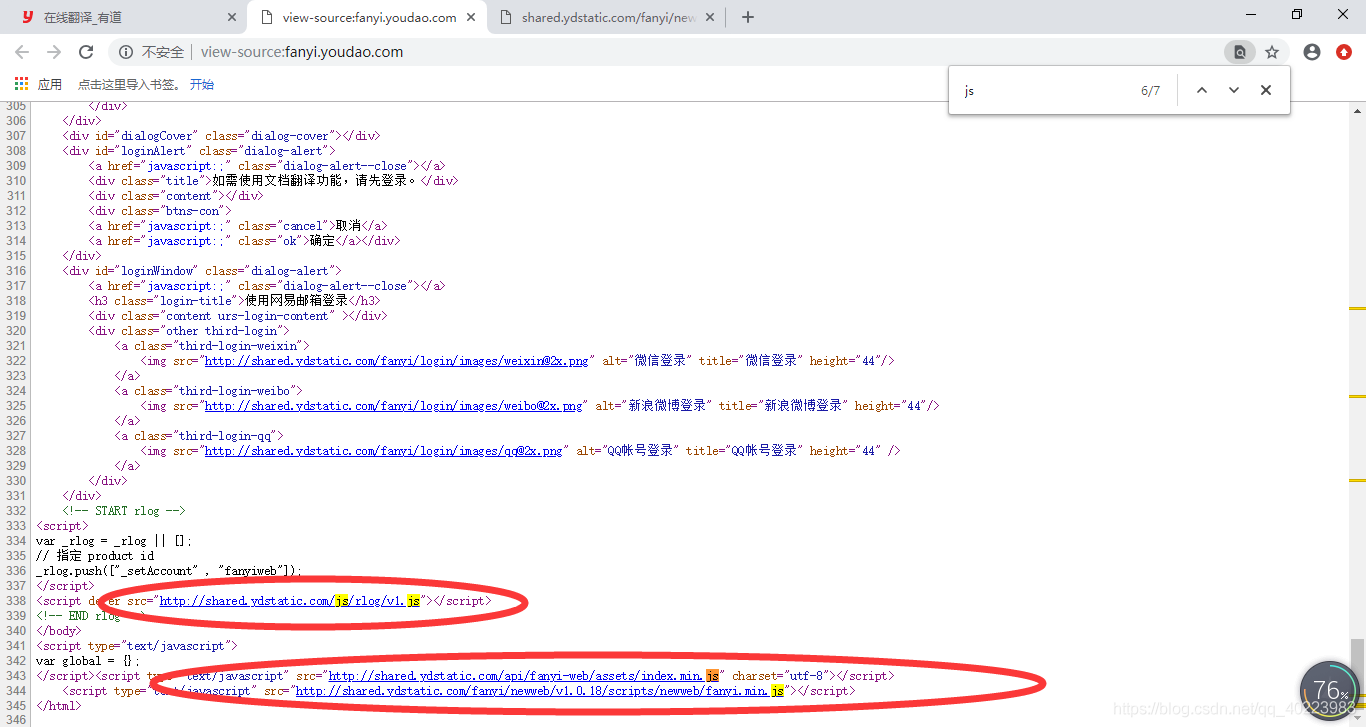 在线翻译_有道
view-source:fanyi.youdao.com
shared.ydstatic.com/fanyi/new
不安全 view-source:fanyi.youdao.com
应用 点击这里导入书签。 开始
js 6/7
305 </div>
306 </div>
307 <div id="dialogCover" class="dialog-cover"></div>
308 <div id="loginAlert" class="dialog-alert">
309 <a href="javascript:;" class="dialog-alert--close"></a>
310 <div class="title">如需使用文档翻译功能，请先登录。</div>
311 <div class="content"></div>
312 <div class="btns-con">
313 <a href="javascript:;" class="cancel">取消</a>
314 <a href="javascript:;" class="ok">确定</a></div>
315 </div>
316 <div id="loginWindow" class="dialog-alert">
317 <a href="javascript:;" class="dialog-alert--close"></a>
318 <h3 class="login-title">使用网易邮箱登录</h3>
319 <div class="content urs-login-content" ></div>
320 <div class="other third-login">
321 <a class="third-login-weixin">
322 <img src="http://shared.ydstatic.com/fanyi/login/images/weixin@2x.png" alt="微信登录" title="微信登录" height="44"/>
323 </a>
324 <a class="third-login-weibo">
325 <img src="http://shared.ydstatic.com/fanyi/login/images/weibo@2x.png" alt="新浪微博登录" title="新浪微博登录" height="44"/>
326 </a>
327 <a class="third-login-qq">
328 <img src="http://shared.ydstatic.com/fanyi/login/images/qq@2x.png" alt="QQ帐号登录" title="QQ帐号登录" height="44" />
329 </a>
330 </div>
331 </div>
332 <!-- START rlog -->
333 <script>
334 var _rlog = _rlog || [];
335 // 指定 product id
336 _rlog.push(["_setAccount" , "fanyiweb"]);
337 </script>
338 <script defer src="http://shared.ydstatic.com/js/rlog/v1.js"></script>
339 <!-- END rlog
340 </body>
341 <script type="text/javascript">
342 var global = {};
343 </script><script type="text/javascript" src="http://shared.ydstatic.com/api/fanyi-web/assets/index.min.js" charset="utf-8"></script>
344 <script type="text/javascript" src="http://shared.ydstatic.com/fanyi/newweb/v1.0.18/scripts/newweb/fanyi.min.js"></script>
345 </html>
346
76%